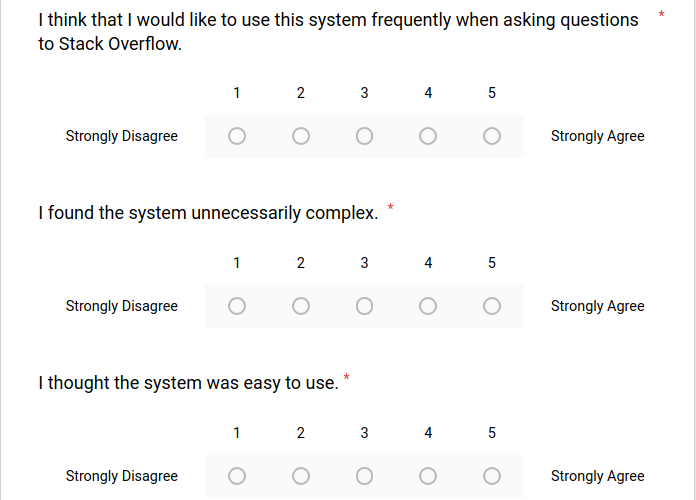 I think that I would like to use this system frequently when asking questions *
to Stack Overflow.
1 2 3 4 5
Strongly Disagree Strongly Agree
I found the system unnecessarily complex. *
1 2 3 4 5
Strongly Disagree Strongly Agree
I thought the system was easy to use. *
1 2 3 4 5
Strongly Disagree Strongly Agree